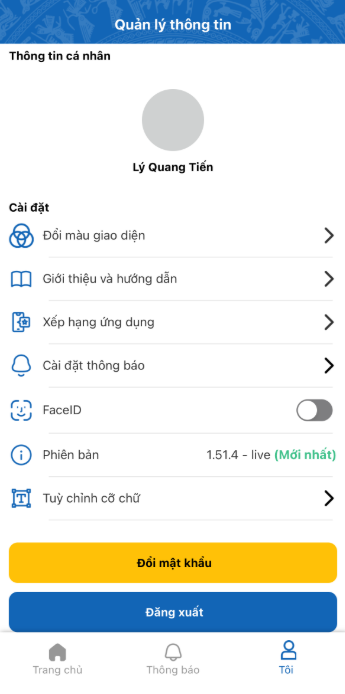 Quản lý thông tin
Thông tin cá nhân
Lý Quang Tiến
Cài đặt
Đổi màu giao diện
Giới thiệu và hướng dẫn
Xếp hạng ứng dụng
Cài đặt thông báo
FaceID
Phiên bản 1.51.4 - live (Mới nhất)
Tuỳ chỉnh cỡ chữ
Đổi mật khẩu
Đăng xuất
Trang chủ Thông báo Tôi